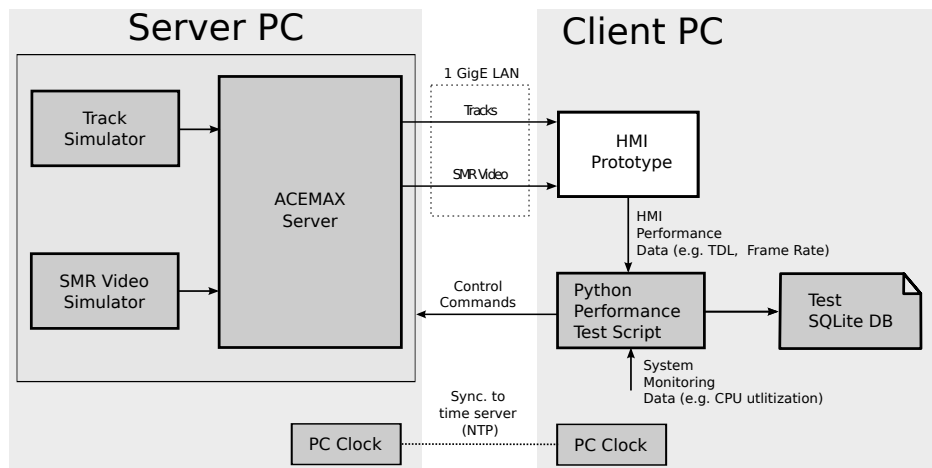 Server PC
Client PC
1 GigE LAN
Track
Simulator
Tracks
HMI
Prototype
SMR Video
ACEMAX
Server
HMI
Performance
Data (e.g. TDL, Frame Rate)
SMR Video
Simulator
Control
Commands
Python
Performance
Test Script
Test
SQLite DB
System
Monitoring
Data (e.g. CPU utlitization)
Sync. to
time server
(NTP)
PC Clock
PC Clock